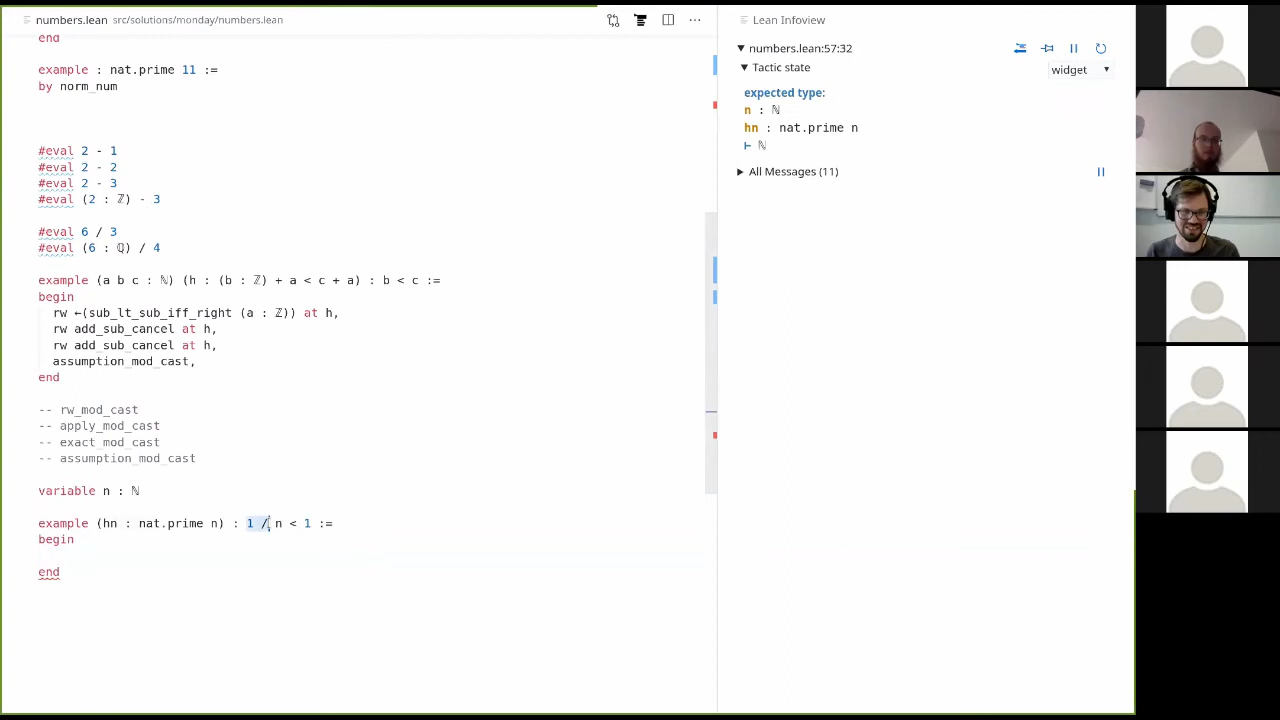 numbers.lean src/solutions/monday/numbers.lean
end
example : nat.prime 11 :=
by norm_num
#eval 2 - 1
#eval 2 - 2
#eval 2 - 3
#eval (2 : ℤ) - 3
#eval 6 / 3
#eval (6 : ℚ) / 4
example (a b c : ℕ) (h : (b : ℤ) + a < c + a) : b < c :=
begin
rw ←(sub_lt_sub_iff_right (a : ℤ)) at h,
rw add_sub_cancel at h,
rw add_sub_cancel at h,
assumption_mod_cast,
end
-- rw_mod_cast
-- apply_mod_cast
-- exact_mod_cast
-- assumption_mod_cast
variable n : ℕ
example (hn : nat.prime n) : 1 / n < 1 :=
begin
end
Lean Infoview
numbers.lean:57:32
Tactic state
widget
expected type:
n : ℕ
hn : nat.prime n
⊢ ℕ
All Messages (11)